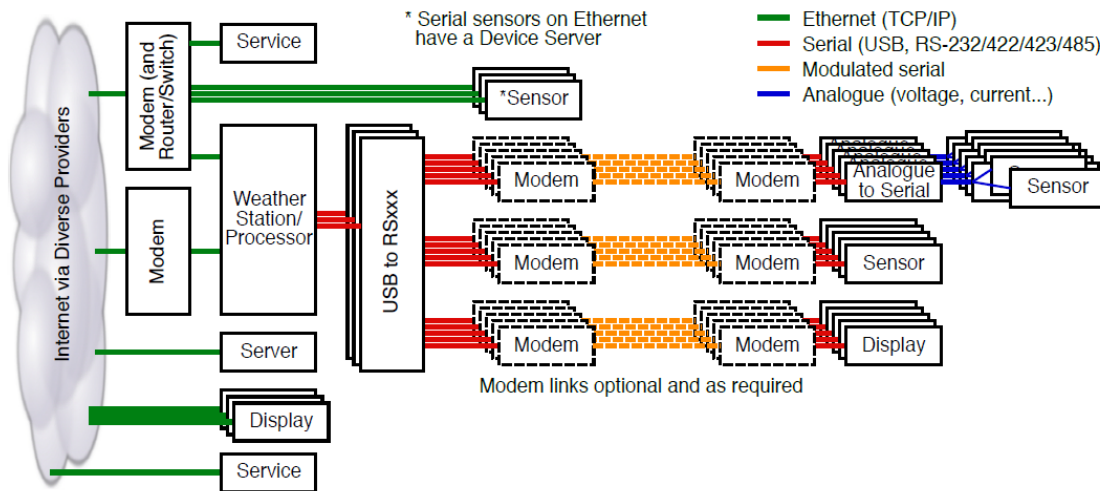 Service
* Serial sensors on Ethernet
have a Device Server
Ethernet (TCP/IP)
Serial (USB, RS-232/422/423/485)
Modulated serial
Analogue (voltage, current...)
Internet via Diverse Providers
Modem (and
Router/Switch)
*Sensor
Weather
Station/
Processor
Modem
USB to RSxxx
Modem
Modem
Analogue
Analogue
to Serial
Sensor
Modem
Modem
Sensor
Modem
Modem
Display
Server
Modem links optional and as required
Display
Service